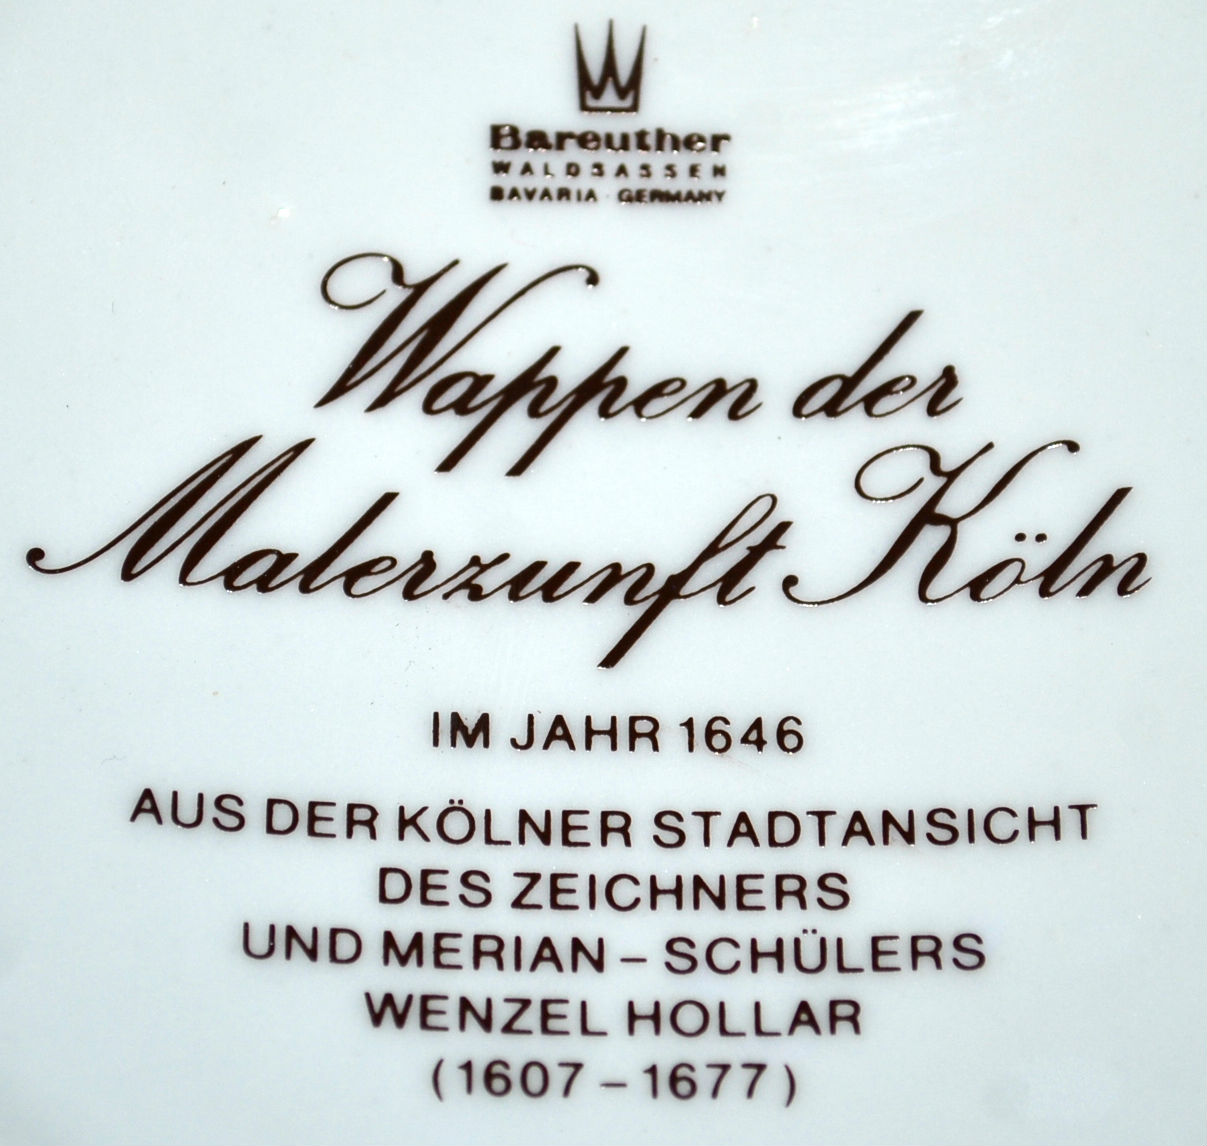 Bareuther
WALDSASSEN
BAVARIA · GERMANY
Wappen der
Malerzunft Köln
IM JAHR 1646
AUS DER KÖLNER STADTANSICHT
DES ZEICHNERS
UND MERIAN – SCHÜLERS
WENZEL HOLLAR
(1607 – 1677)